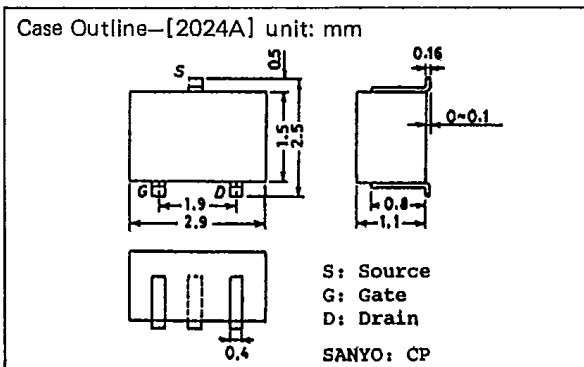 Case Outline—[2024A] unit: mm
S
0.5
1.5
2.5
G
D
1.9
2.9
0.16
0~0.1
0.8
1.1
0.4
S: Source
G: Gate
D: Drain
SANYO: CP